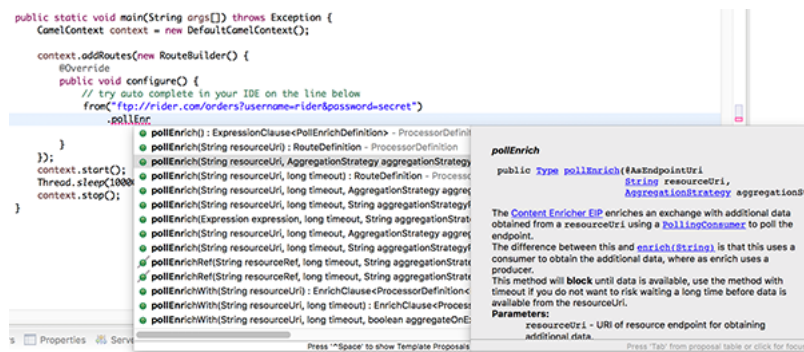 public static void main(String args[]) throws Exception {
CamelContext context = new DefaultCamelContext();
context.addRoutes(new RouteBuilder() {
@Override
public void configure() {
// try auto complete in your IDE on the line below
from("ftp://rider.com/orders?username=rider&password=secret")
.pollEnr
}
});
context.start();
Thread.sleep(1000
context.stop();
}
pollEnrich() : ExpressionClause<PollEnrichDefinition> - ProcessorDefinit
pollEnrich(String resourceUri) : RouteDefinition - ProcessorDefinition
pollEnrich(String resourceUri, AggregationStrategy aggregationStrategy
pollEnrich(String resourceUri, long timeout) : RouteDefinition - Process
pollEnrich(String resourceUri, long timeout, AggregationStrategy aggreg
pollEnrich(String resourceUri, long timeout, String aggregationStrategyF
pollEnrich(Expression expression, long timeout, String aggregationStrat
pollEnrich(String resourceUri, long timeout, AggregationStrategy aggreg
pollEnrich(String resourceUri, long timeout, String aggregationStrategyF
pollEnrichRef(String resourceRef, long timeout, String aggregationStrate
pollEnrichRef(String resourceRef, long timeout, String aggregationStrate
pollEnrichWith(String resourceUri) : EnrichClause<ProcessorDefinition<
pollEnrichWith(String resourceUri, long timeout) : EnrichClause<Process
pollEnrichWith(String resourceUri, long timeout, boolean aggregateOnEx
Press '^Space' to show Template Proposals
pollEnrich
public Type pollEnrich(@AsEndpointUri
String resourceUri,
AggregationStrategy aggregationS
The Content Enricher EIP enriches an exchange with additional data
obtained from a resourceUri using a PollingConsumer to poll the
endpoint.
The difference between this and enrich(String) is that this uses a
consumer to obtain the additional data, where as enrich uses a
producer.
This method will block until data is available, use the method with
timeout if you do not want to risk waiting a long time before data is
available from the resourceUri.
Parameters:
resourceUri - URI of resource endpoint for obtaining
additional data.
Press 'Tab' from proposal table or click for focus
Properties
Serve